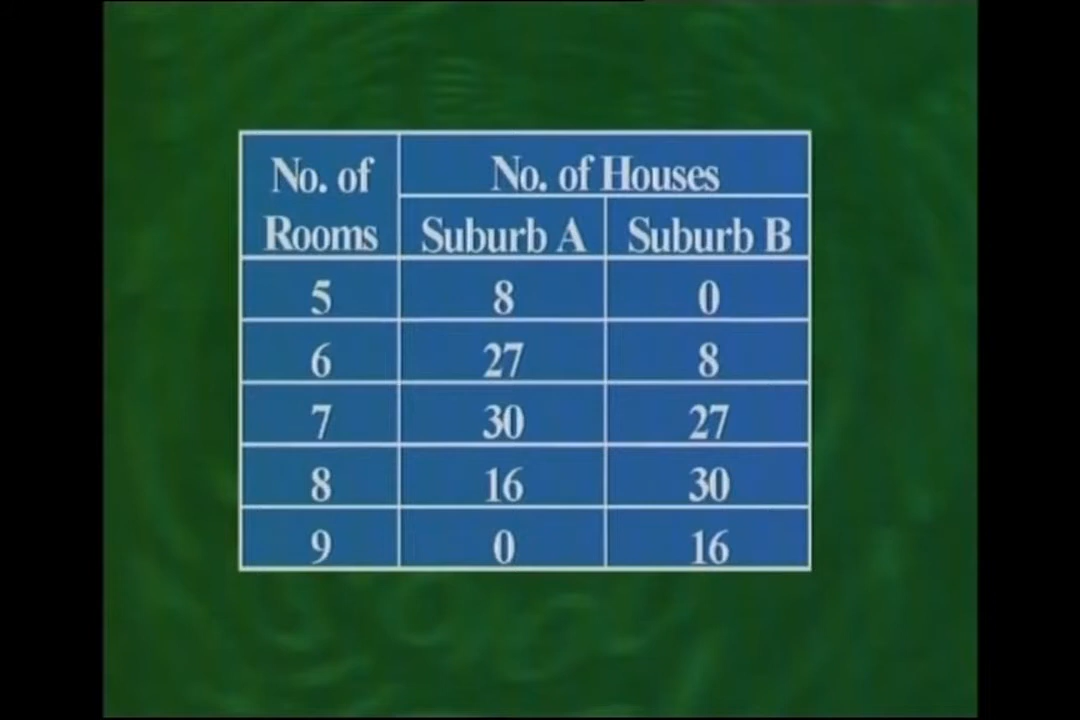 No. of Rooms No. of Houses
Suburb A Suburb B
5 8 0
6 27 8
7 30 27
8 16 30
9 0 16